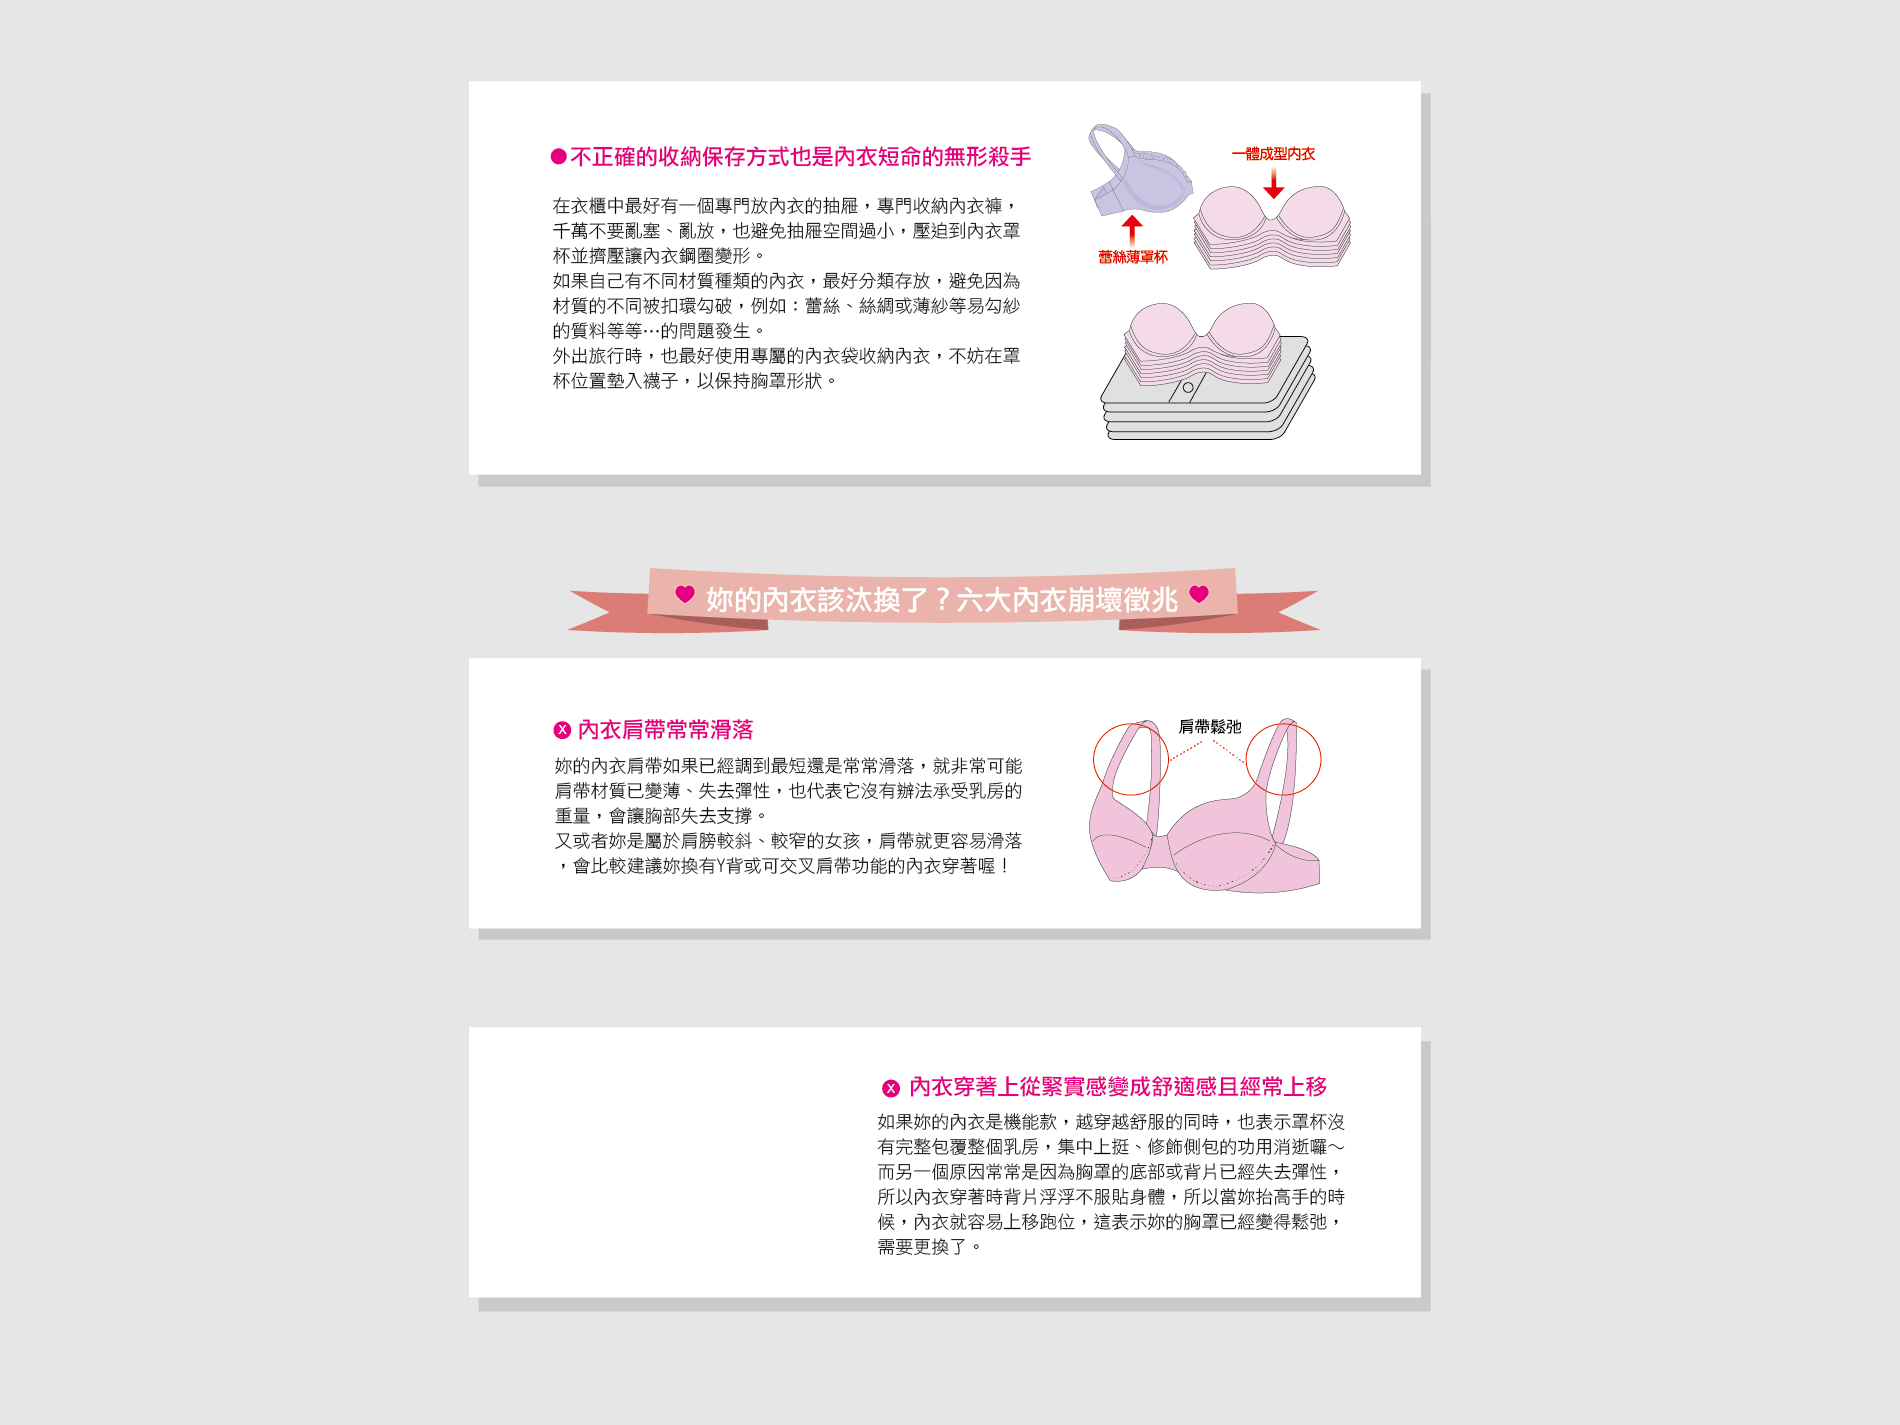 ●不正確的收納保存方式也是內衣短命的無形殺手
在衣櫃中最好有一個專門放內衣的抽屜，專門收納內衣褲，
千萬不要亂塞、亂放，也避免抽屜空間過小，壓迫到內衣罩
杯並擠壓讓內衣鋼圈變形。
如果自己有不同材質種類的內衣，最好分類存放，避免因為
材質的不同被扣環勾破，例如：蕾絲、絲綢或薄紗等易勾紗
的質料等等…的問題發生。
外出旅行時，也最好使用專屬的內衣袋收納內衣，不妨在罩
杯位置墊入襪子，以保持胸罩形狀。
一體成型內衣
蕾絲薄罩杯
妳的內衣該汰換了？六大內衣崩壞徵兆
X 內衣肩帶常常滑落
妳的內衣肩帶如果已經調到最短還是常常滑落，就非常可能
肩帶材質已變薄、失去彈性，也代表它沒有辦法承受乳房的
重量，會讓胸部失去支撐。
又或者妳是屬於肩膀較斜、較窄的女孩，肩帶就更容易滑落
，會比較建議妳換有Y背或可交叉肩帶功能的內衣穿著喔！
肩帶鬆弛
X 內衣穿著上從緊實感變成舒適感且經常上移
如果妳的內衣是機能款，越穿越舒服的同時，也表示罩杯沒
有完整包覆整個乳房，集中上挺、修飾側包的功用消逝囉～
而另一個原因常常是因為胸罩的底部或背片已經失去彈性，
所以內衣穿著時背片浮浮不服貼身體，所以當妳抬高手的時
候，內衣就容易上移跑位，這表示妳的胸罩已經變得鬆弛，
需要更換了。